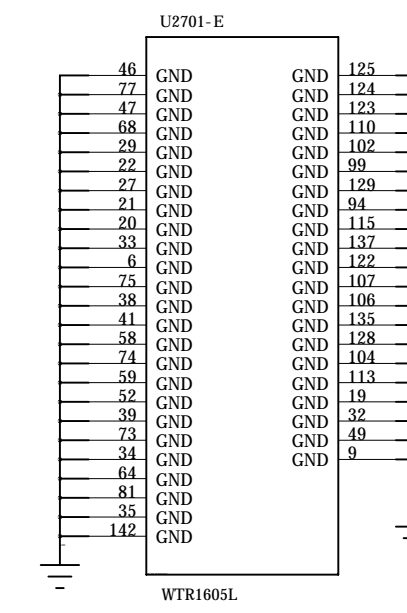 U2701-E
46 GND GND 125
77 GND GND 124
47 GND GND 123
68 GND GND 110
29 GND GND 102
22 GND GND 99
27 GND GND 129
21 GND GND 94
20 GND GND 115
33 GND GND 137
6 GND GND 122
75 GND GND 107
38 GND GND 106
41 GND GND 135
58 GND GND 128
74 GND GND 104
59 GND GND 113
52 GND GND 19
39 GND GND 32
73 GND GND 49
34 GND GND 9
64 GND
81 GND
35 GND
142 GND
WTR1605L